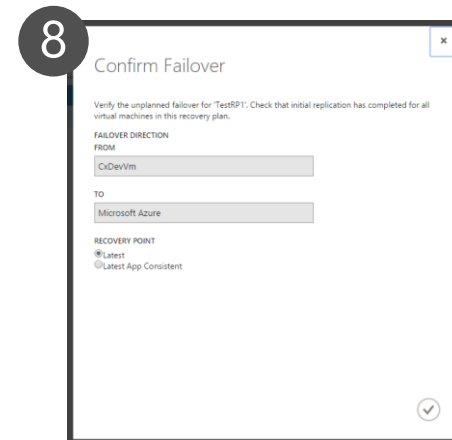 8
×
Confirm Failover
Verify the unplanned failover for 'TestRP1'. Check that initial replication has completed for all
virtual machines in this recovery plan.
FAILOVER DIRECTION
FROM
CxDevVm
TO
Microsoft Azure
RECOVERY POINT
Latest
Latest App Consistent